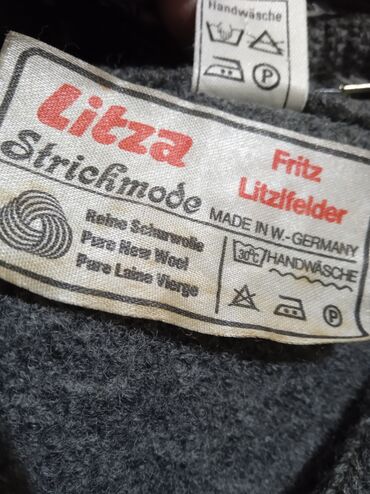 Handwäsche
P
Litza
Strickmode
Fritz
Litzlfelder
MADE IN W.-GERMANY
Reine Schurwolle
Pure New Wool
Pure Laine Vierge
30°C/HANDWÄSCHE
P